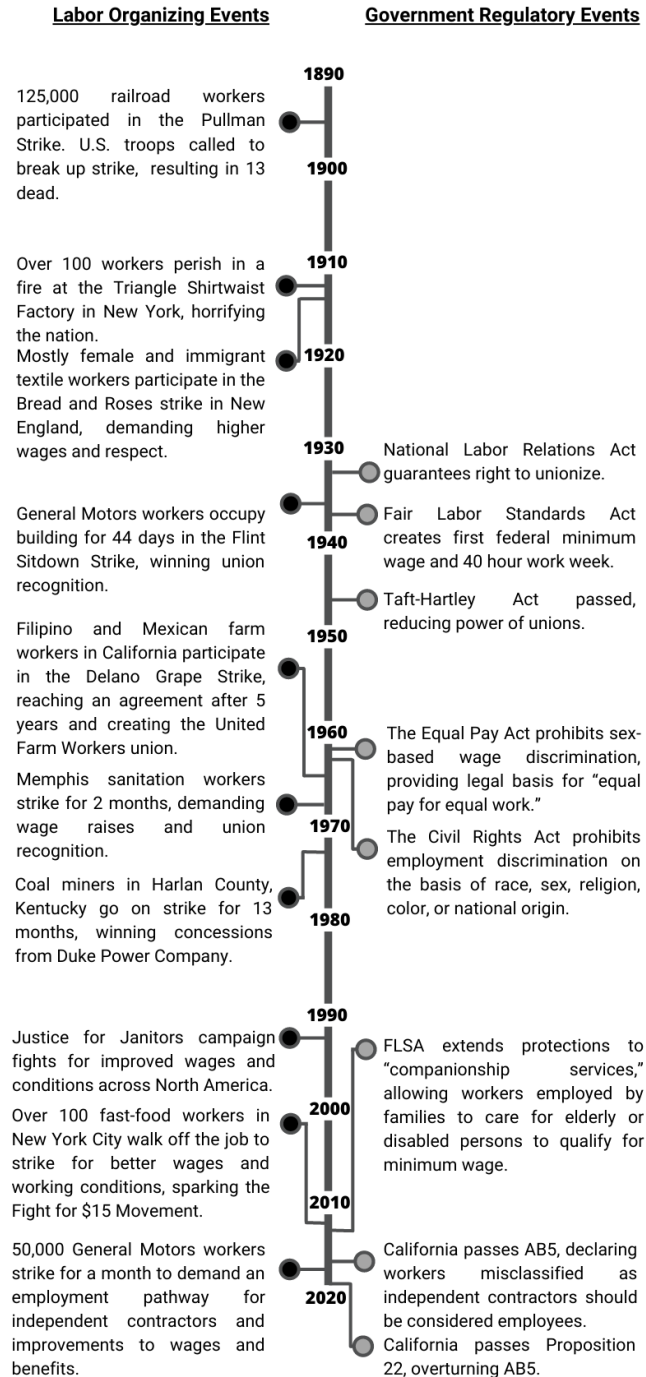 Labor Organizing Events
Government Regulatory Events
1890
125,000 railroad workers
participated in the Pullman
Strike. U.S. troops called to
break up strike, resulting in 13
dead.
1900
1910
Over 100 workers perish in a
fire at the Triangle Shirtwaist
Factory in New York, horrifying
the nation.
Mostly female and immigrant
textile workers participate in the
Bread and Roses strike in New
England, demanding higher
wages and respect.
1920
1930
National Labor Relations Act
guarantees right to unionize.
General Motors workers occupy
building for 44 days in the Flint
Sitdown Strike, winning union
recognition.
Fair Labor Standards Act
creates first federal minimum
wage and 40 hour work week.
1940
Taft-Hartley Act passed,
reducing power of unions.
Filipino and Mexican farm
workers in California participate
in the Delano Grape Strike,
reaching an agreement after 5
years and creating the United
Farm Workers union.
1950
1960
The Equal Pay Act prohibits sex-
based wage discrimination,
providing legal basis for “equal
pay for equal work.”
Memphis sanitation workers
strike for 2 months, demanding
wage raises and union
recognition.
1970
The Civil Rights Act prohibits
employment discrimination on
the basis of race, sex, religion,
color, or national origin.
Coal miners in Harlan County,
Kentucky go on strike for 13
months, winning concessions
from Duke Power Company.
1980
1990
Justice for Janitors campaign
fights for improved wages and
conditions across North America.
FLSA extends protections to
“companionship services,”
allowing workers employed by
families to care for elderly or
disabled persons to qualify for
minimum wage.
2000
Over 100 fast-food workers in
New York City walk off the job to
strike for better wages and
working conditions, sparking the
Fight for $15 Movement.
2010
50,000 General Motors workers
strike for a month to demand an
employment pathway for
independent contractors and
improvements to wages and
benefits.
California passes AB5, declaring
workers misclassified as
independent contractors should
be considered employees.
2020
California passes Proposition
22, overturning AB5.